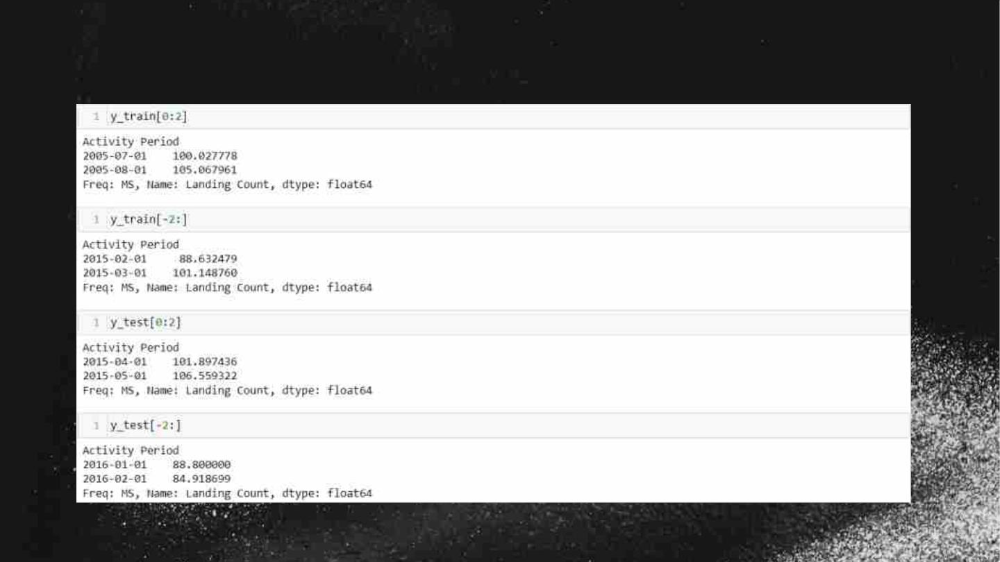 1 y_train[0:2]
Activity Period
2005-07-01 100.027778
2005-08-01 105.067961
Freq: MS, Name: Landing Count, dtype: float64
1 y_train[-2:]
Activity Period
2015-02-01 88.632479
2015-03-01 101.148760
Freq: MS, Name: Landing Count, dtype: float64
1 y_test[0:2]
Activity Period
2015-04-01 101.897436
2015-05-01 106.559322
Freq: MS, Name: Landing Count, dtype: float64
1 y_test[-2:]
Activity Period
2016-01-01 88.800000
2016-02-01 84.918699
Freq: MS, Name: Landing Count, dtype: float64